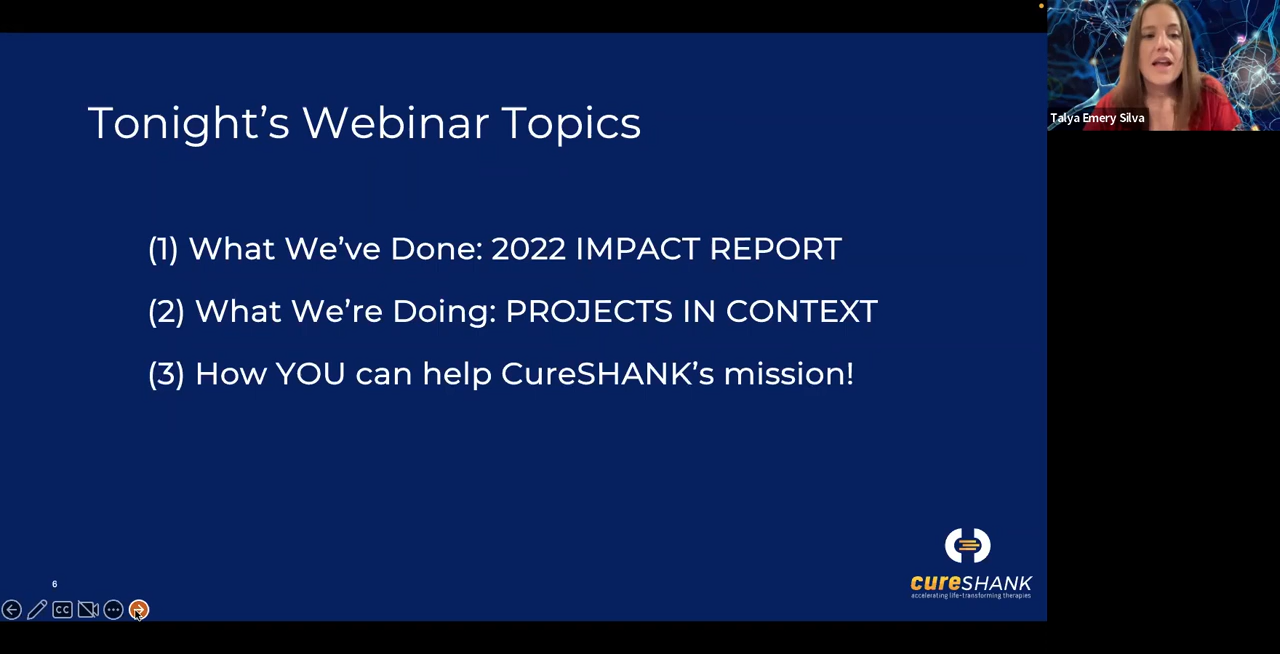 Tonight's Webinar Topics
Talya Emery Silva
(1) What We've Done: 2022 IMPACT REPORT
(2) What We're Doing: PROJECTS IN CONTEXT
(3) How YOU can help CureSHANK's mission!
cureSHANK
accelerating life-transforming therapies
6
CC